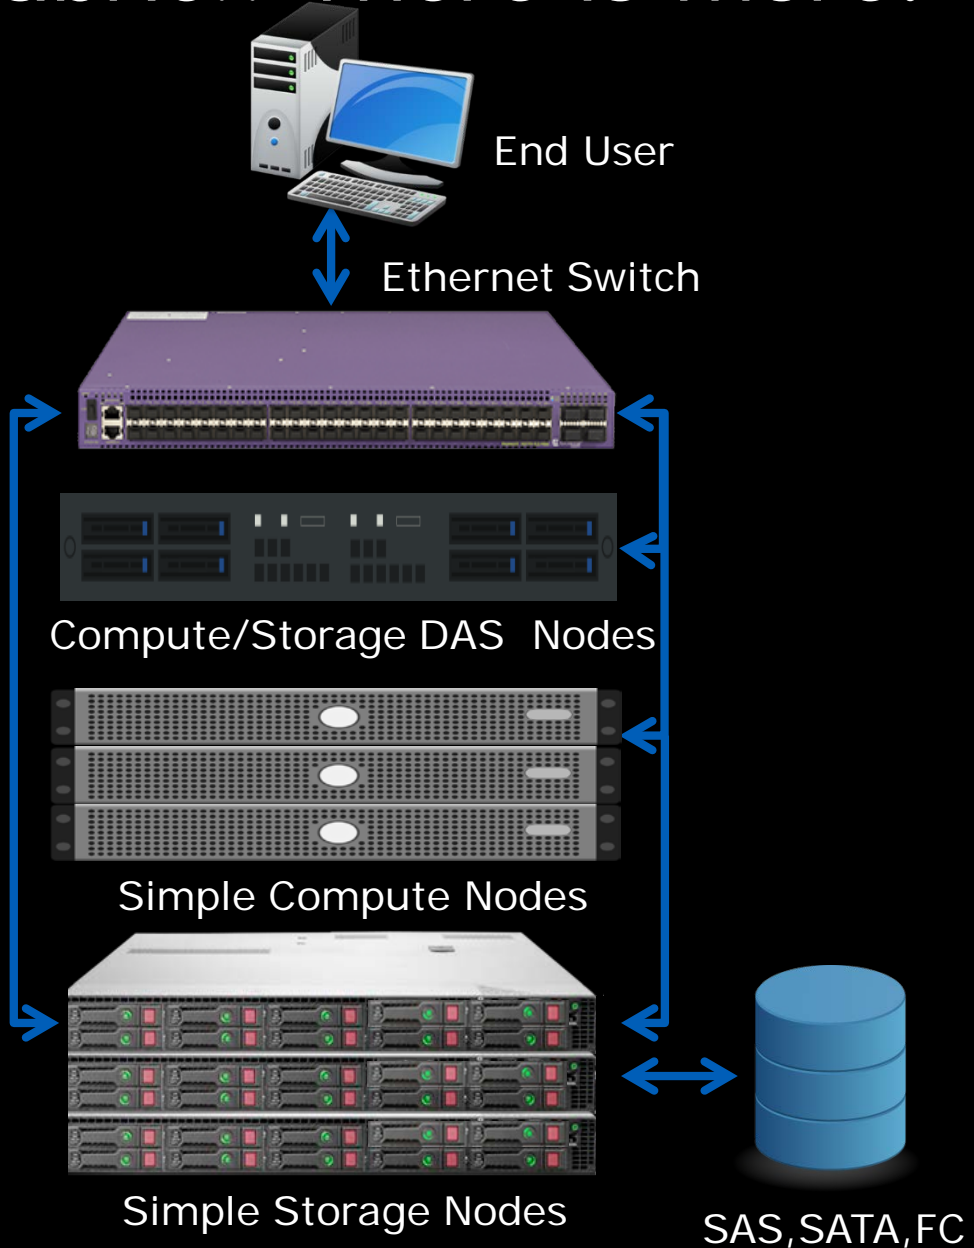 End User
Ethernet Switch
Compute/Storage DAS Nodes
Simple Compute Nodes
Simple Storage Nodes
SAS,SATA,FC